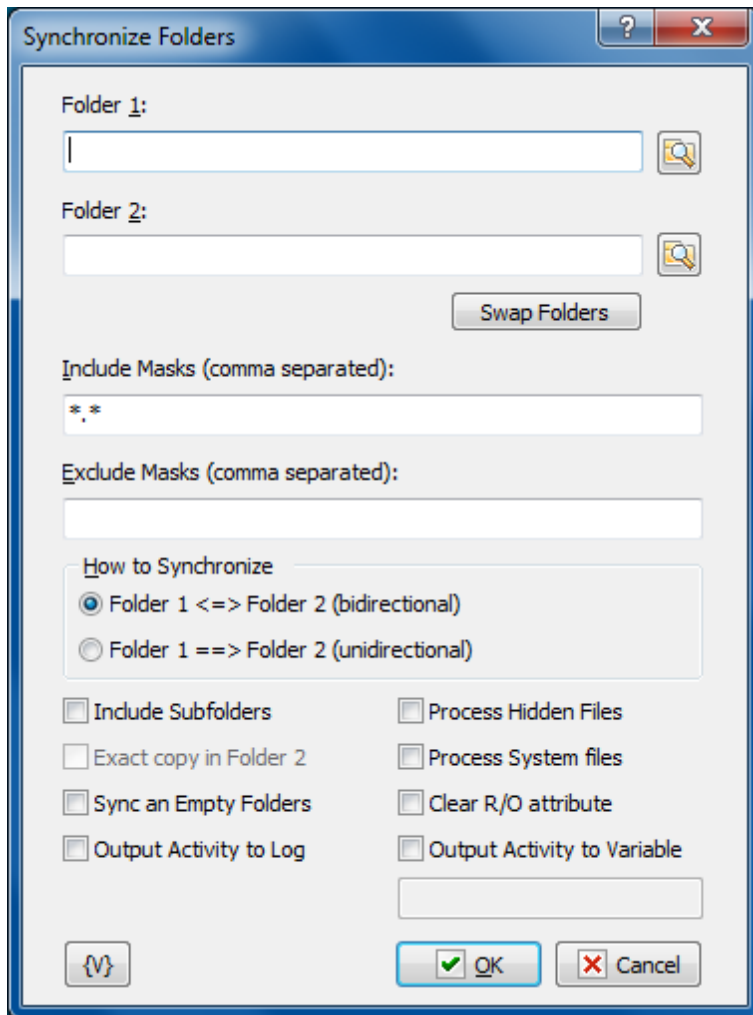 Synchronize Folders
?
X
Folder 1:
Folder 2:
Swap Folders
Include Masks (comma separated):
*.*
Exclude Masks (comma separated):
How to Synchronize
Folder 1 <=> Folder 2 (bidirectional)
Folder 1 ==> Folder 2 (unidirectional)
Include Subfolders
Process Hidden Files
Exact copy in Folder 2
Process System files
Sync an Empty Folders
Clear R/O attribute
Output Activity to Log
Output Activity to Variable
{V}
OK
Cancel